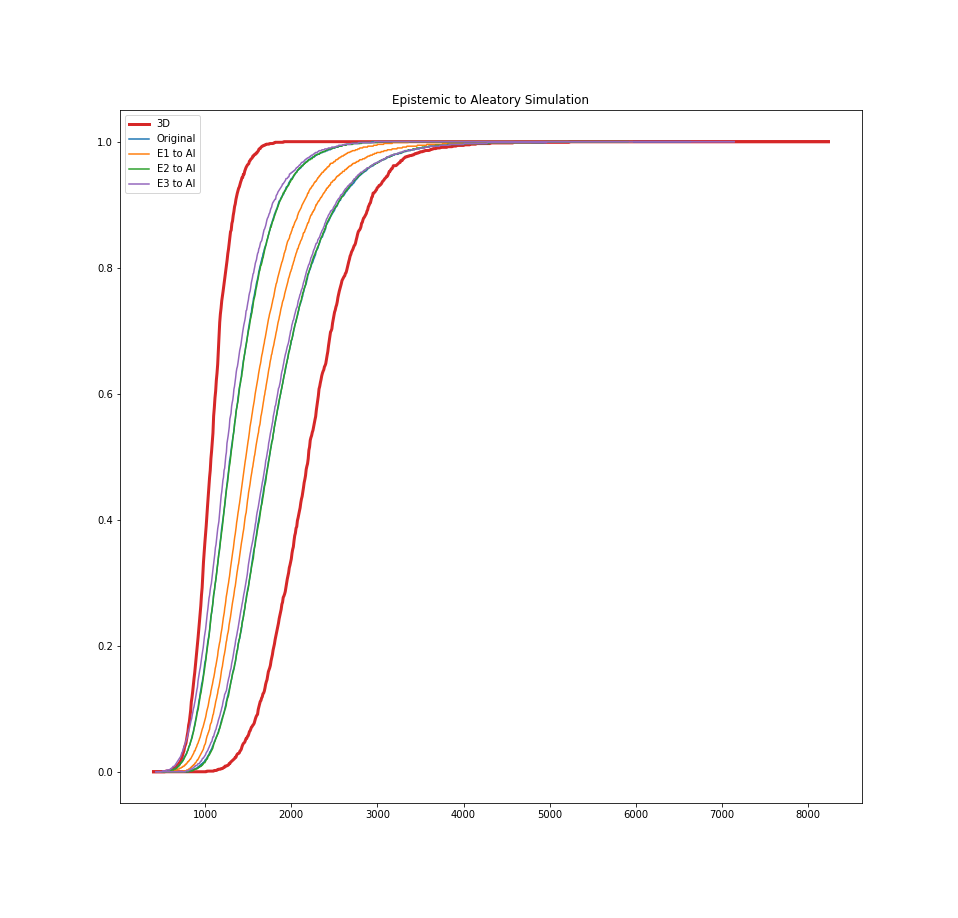 Epistemic to Aleatory Simulation
3D
Original
E1 to Al
E2 to Al
E3 to Al
1.0
0.8
0.6
0.4
0.2
0.0
1000 2000 3000 4000 5000 6000 7000 8000